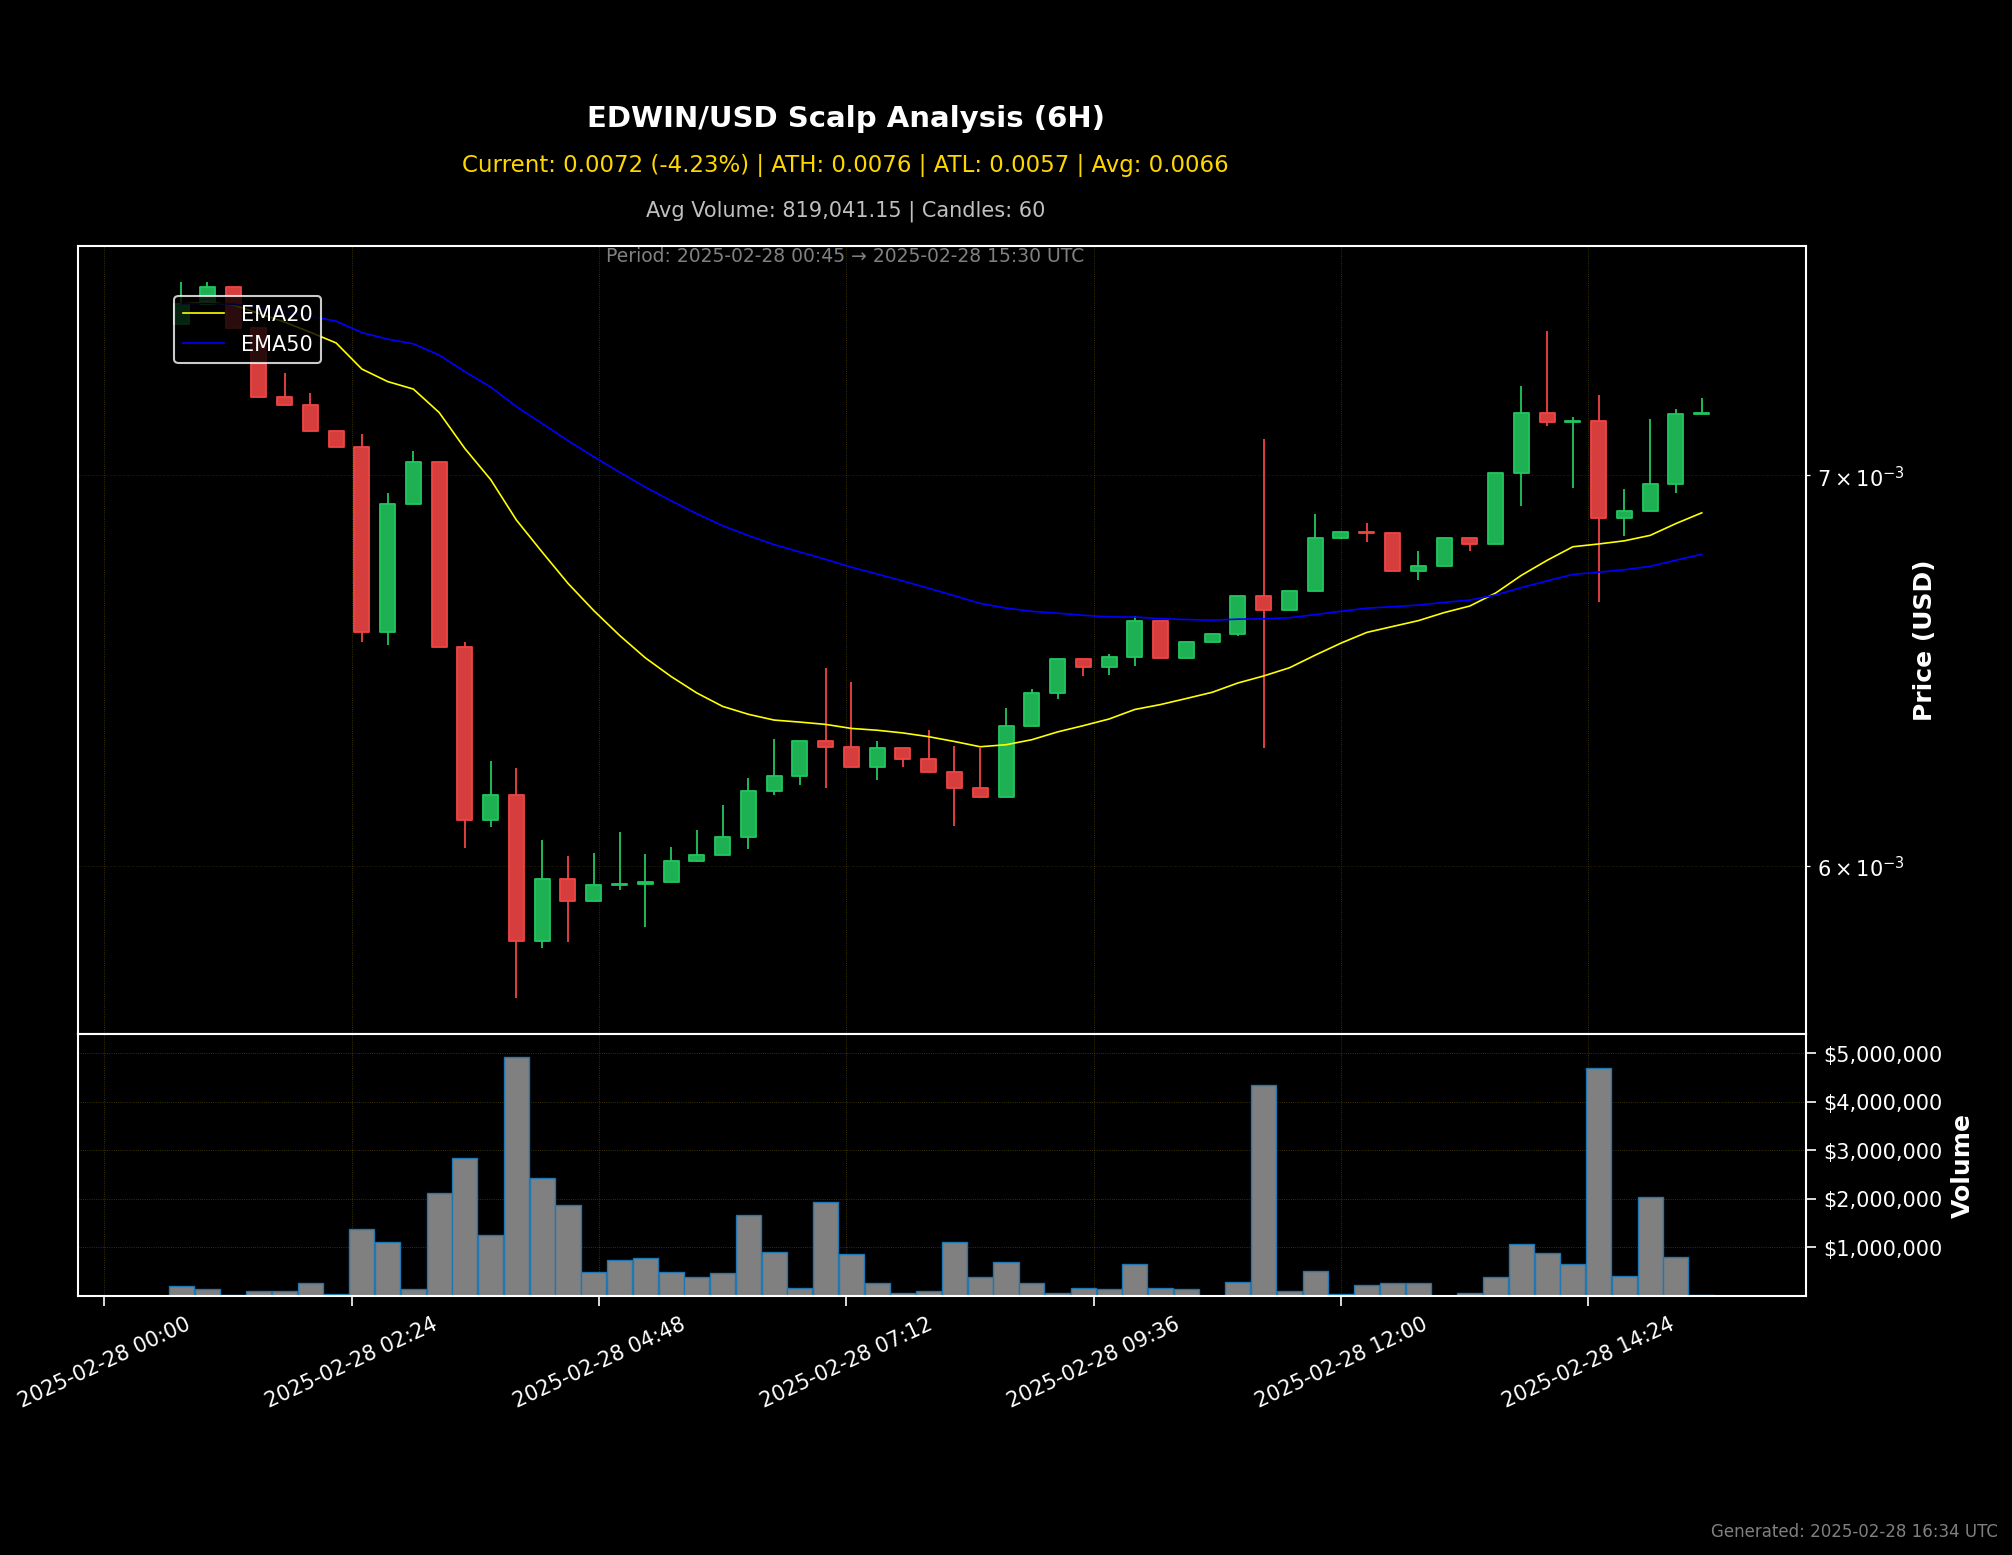 EDWIN/USD Scalp Analysis (6H)
Current: 0.0072 (-4.23%) | ATH: 0.0076 | ATL: 0.0057 | Avg: 0.0066
Avg Volume: 819,041.15 | Candles: 60
Period: 2025-02-28 00:45 → 2025-02-28 15:30 UTC
EMA20
EMA50
7 × 10⁻³
6 × 10⁻³
Price (USD)
$5,000,000
$4,000,000
$3,000,000
$2,000,000
$1,000,000
Volume
2025-02-28 00:00
2025-02-28 02:24
2025-02-28 04:48
2025-02-28 07:12
2025-02-28 09:36
2025-02-28 12:00
2025-02-28 14:24
Generated: 2025-02-28 16:34 UTC